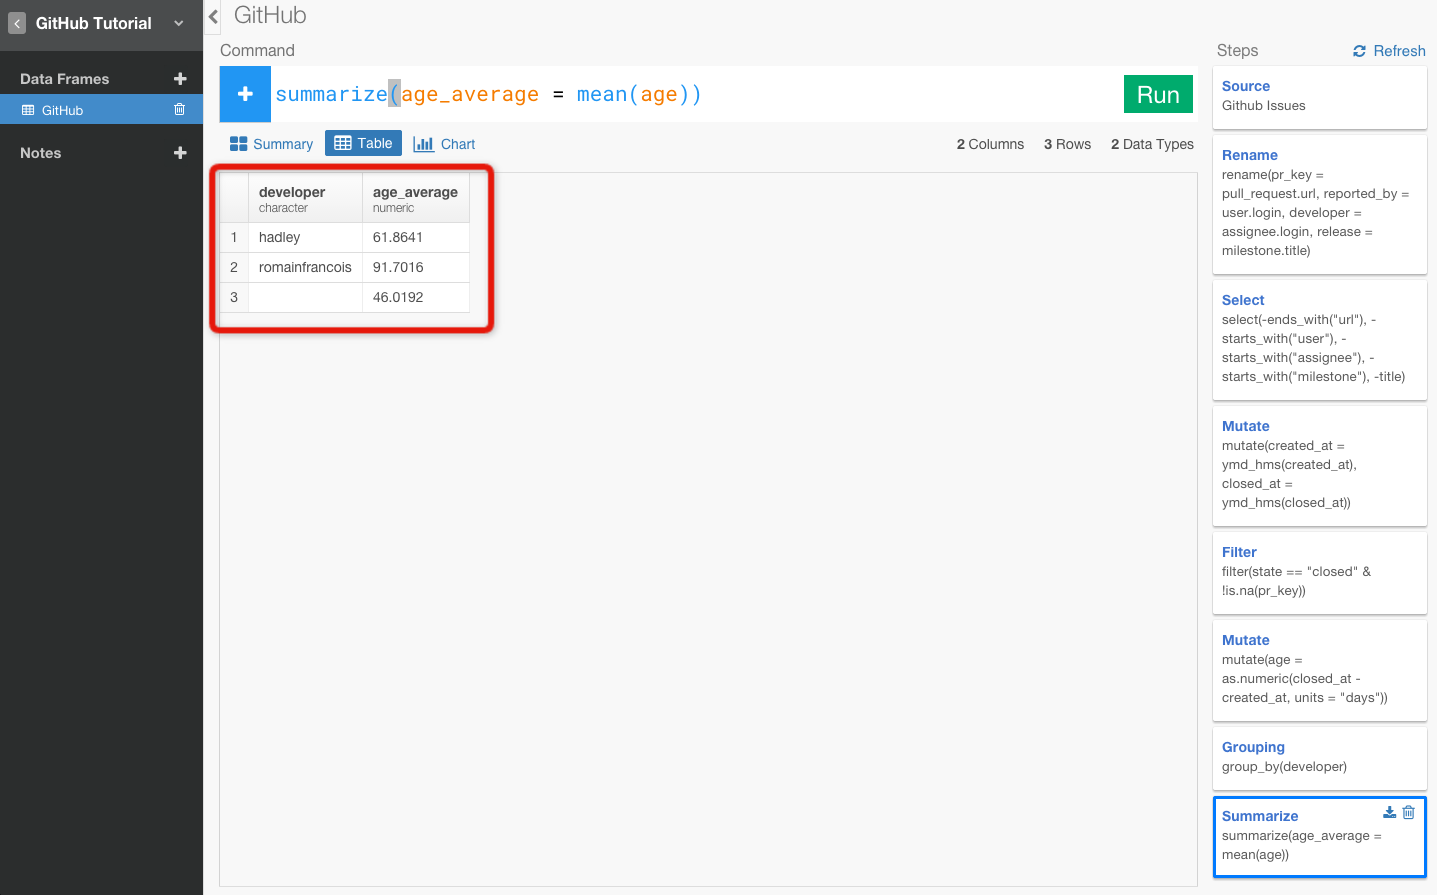 GitHub Tutorial
Data Frames
GitHub
Notes
GitHub
Command
summarize(age_average = mean(age))
Run
Summary Table Chart
2 Columns 3 Rows 2 Data Types
developer age_average
character numeric
1 hadley 61.8641
2 romainfrancois 91.7016
3 46.0192
Steps Refresh
Source
Github Issues
Rename
rename(pr_key =
pull_request.url, reported_by =
user.login, developer =
assignee.login, release =
milestone.title)
Select
select(-ends_with("url"), -
starts_with("user"), -
starts_with("assignee"), -
starts_with("milestone"), -title)
Mutate
mutate(created_at =
ymd_hms(created_at),
closed_at =
ymd_hms(closed_at))
Filter
filter(state == "closed" &
!is.na(pr_key))
Mutate
mutate(age =
as.numeric(closed_at -
created_at, units = "days"))
Grouping
group_by(developer)
Summarize
summarize(age_average =
mean(age))